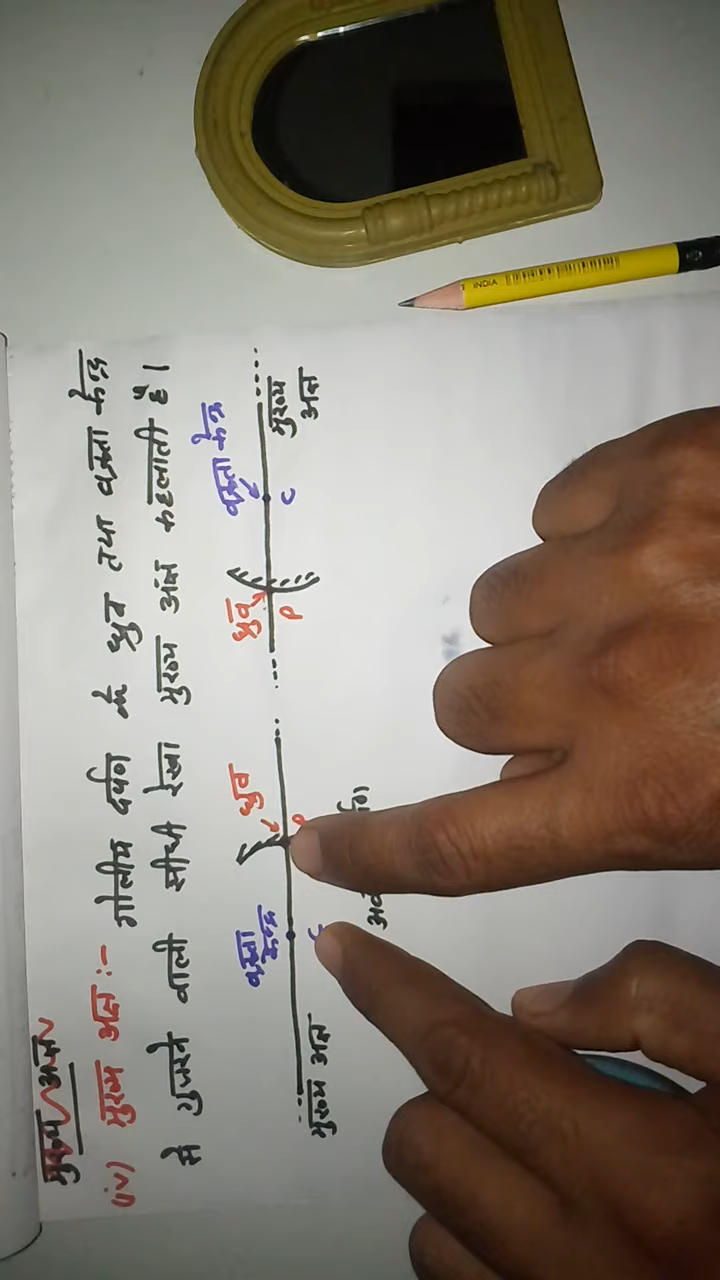 मुख्य अक्ष
(iv) मुख्य अक्ष :- गोलीय दर्पण के ध्रुव तथा वक्रता केन्द्र
से गुजरने वाली सीधी रेखा मुख्य अक्ष कहलाती है।
वक्रता केन्द्र
ध्रुव
P
C
मुख्य अक्ष
ध्रुव
P
वक्रता केन्द्र
C
मुख्य अक्ष
INDIA